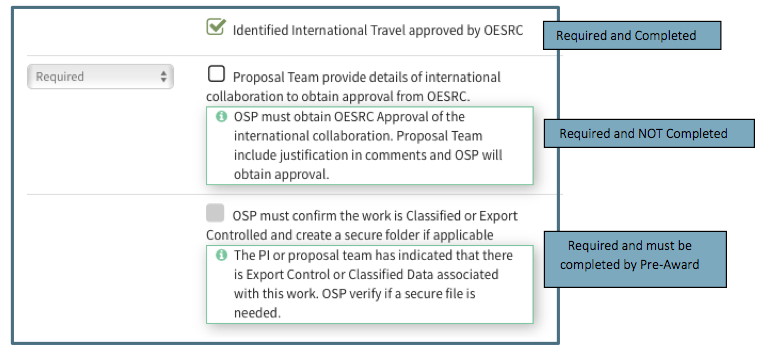 Identified International Travel approved by OESRC
Required and Completed
Required
Proposal Team provide details of international
collaboration to obtain approval from OESRC.
OSP must obtain OESRC Approval of the
international collaboration. Proposal Team
include justification in comments and OSP will
obtain approval.
Required and NOT Completed
OSP must confirm the work is Classified or Export
Controlled and create a secure folder if applicable
The PI or proposal team has indicated that there
is Export Control or Classified Data associated
with this work. OSP verify if a secure file is
needed.
Required and must be
completed by Pre-Award